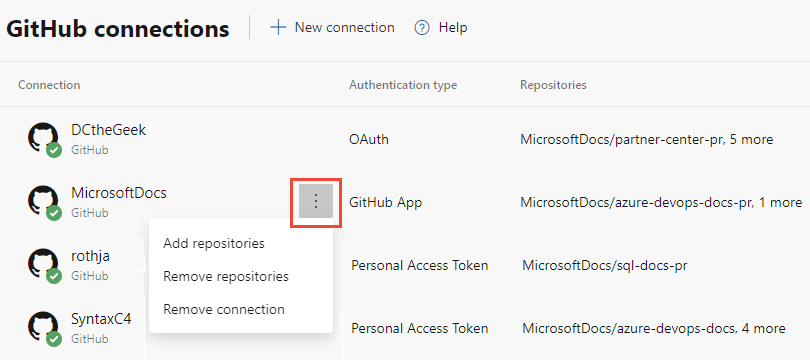 GitHub connections
New connection
Help
Connection Authentication type Repositories
DCtheGeek
GitHub
OAuth
MicrosoftDocs/partner-center-pr, 5 more
MicrosoftDocs
GitHub
GitHub App
MicrosoftDocs/azure-devops-docs-pr, 1 more
Add repositories
Remove repositories
Remove connection
rothja
GitHub
Personal Access Token
MicrosoftDocs/sql-docs-pr
SyntaxC4
GitHub
Personal Access Token
MicrosoftDocs/azure-devops-docs, 4 more